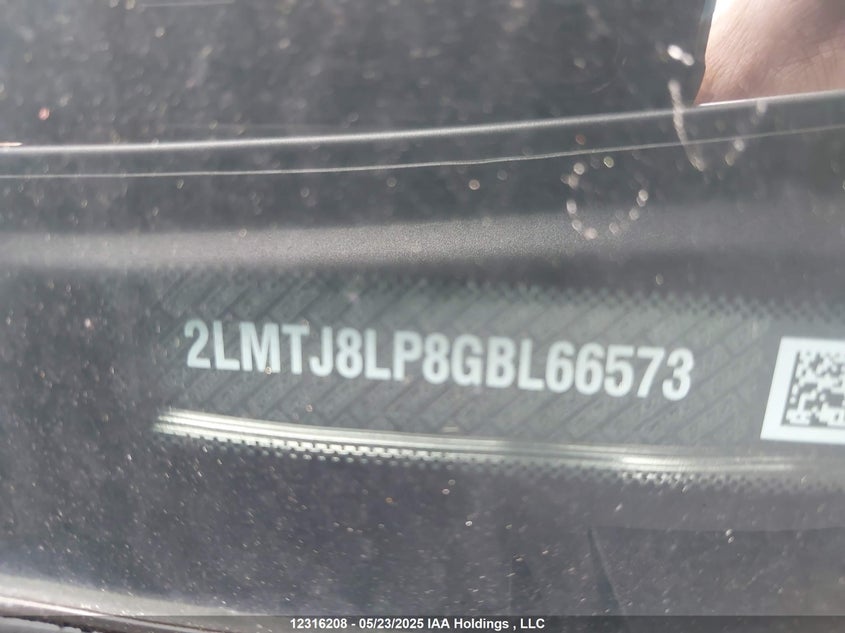 2LMTJ8LP8GBL66573
12316208 - 05/23/2025 IAA Holdings , LLC